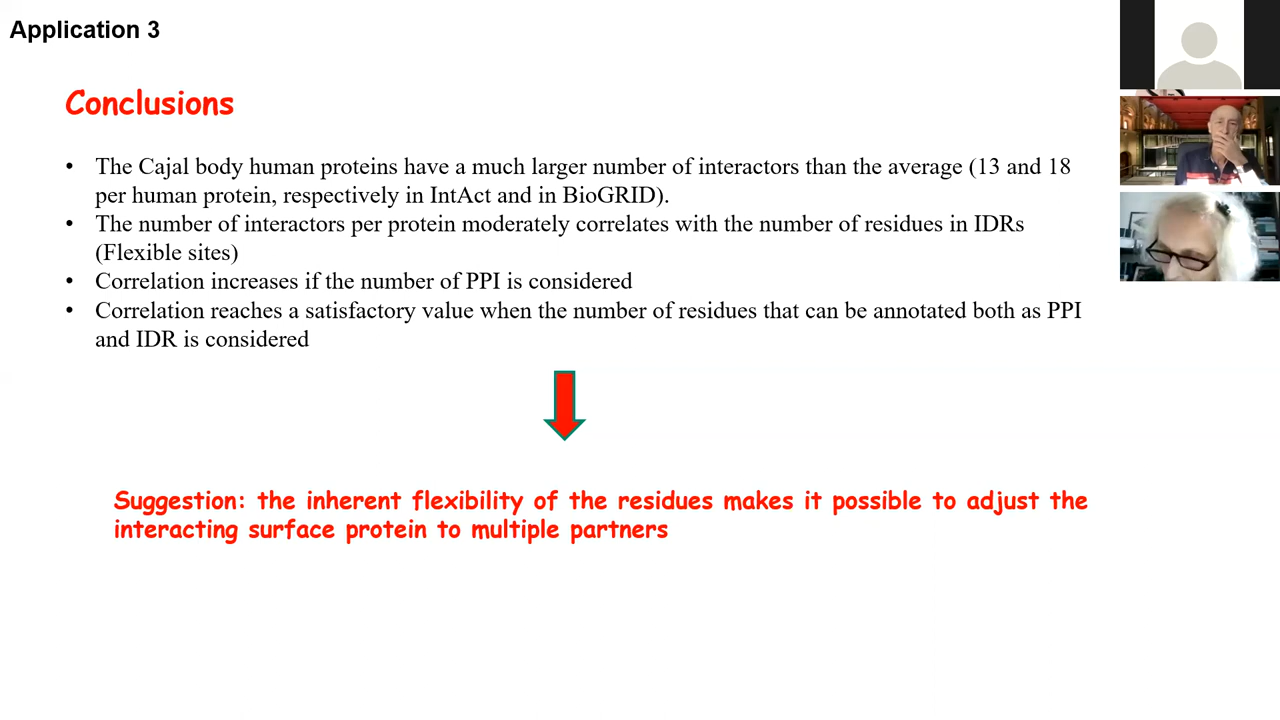 Application 3
Conclusions
• The Cajal body human proteins have a much larger number of interactors than the average (13 and 18
per human protein, respectively in IntAct and in BioGRID).
• The number of interactors per protein moderately correlates with the number of residues in IDRs
(Flexible sites)
• Correlation increases if the number of PPI is considered
• Correlation reaches a satisfactory value when the number of residues that can be annotated both as PPI
and IDR is considered
Suggestion: the inherent flexibility of the residues makes it possible to adjust the
interacting surface protein to multiple partners